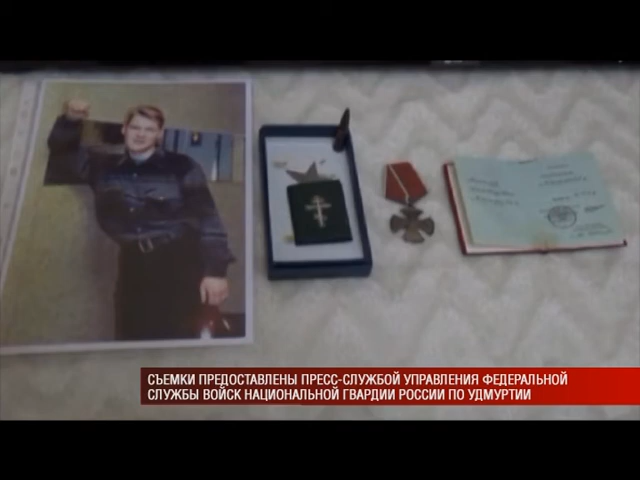 СЪЕМКИ ПРЕДОСТАВЛЕНЫ ПРЕСС-СЛУЖБОЙ УПРАВЛЕНИЯ ФЕДЕРАЛЬНОЙ
СЛУЖБЫ ВОЙСК НАЦИОНАЛЬНОЙ ГВАРДИИ РОССИИ ПО УДМУРТИИ